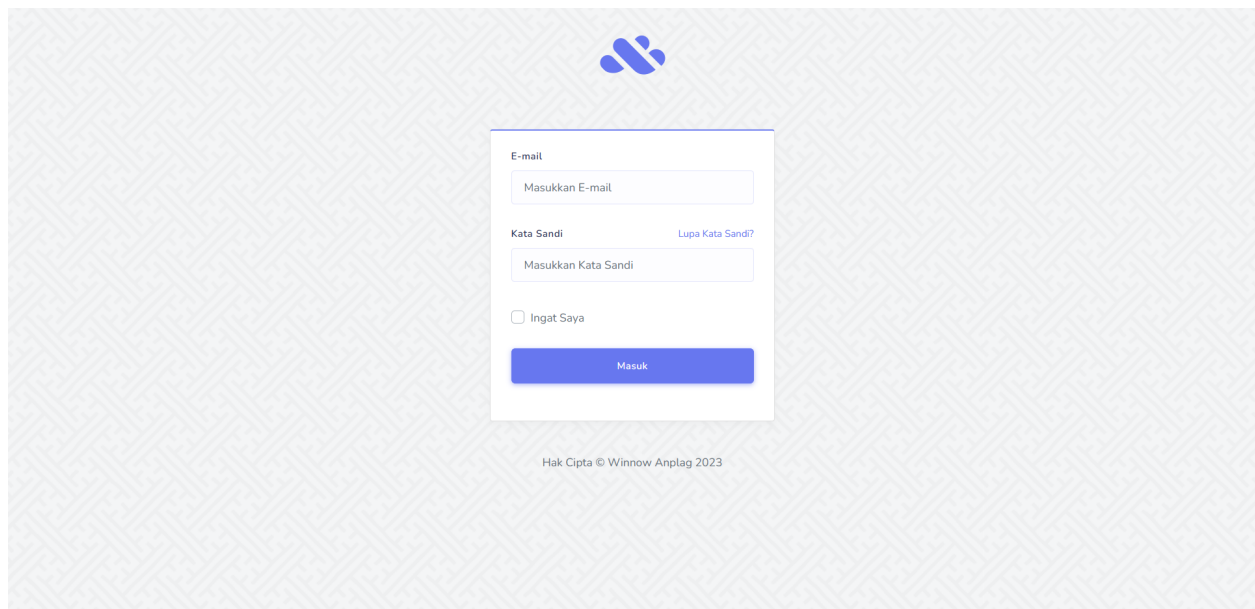 E-mail
Masukkan E-mail
Kata Sandi Lupa Kata Sandi?
Masukkan Kata Sandi
Ingat Saya
Masuk
Hak Cipta © Winnow Anplag 2023